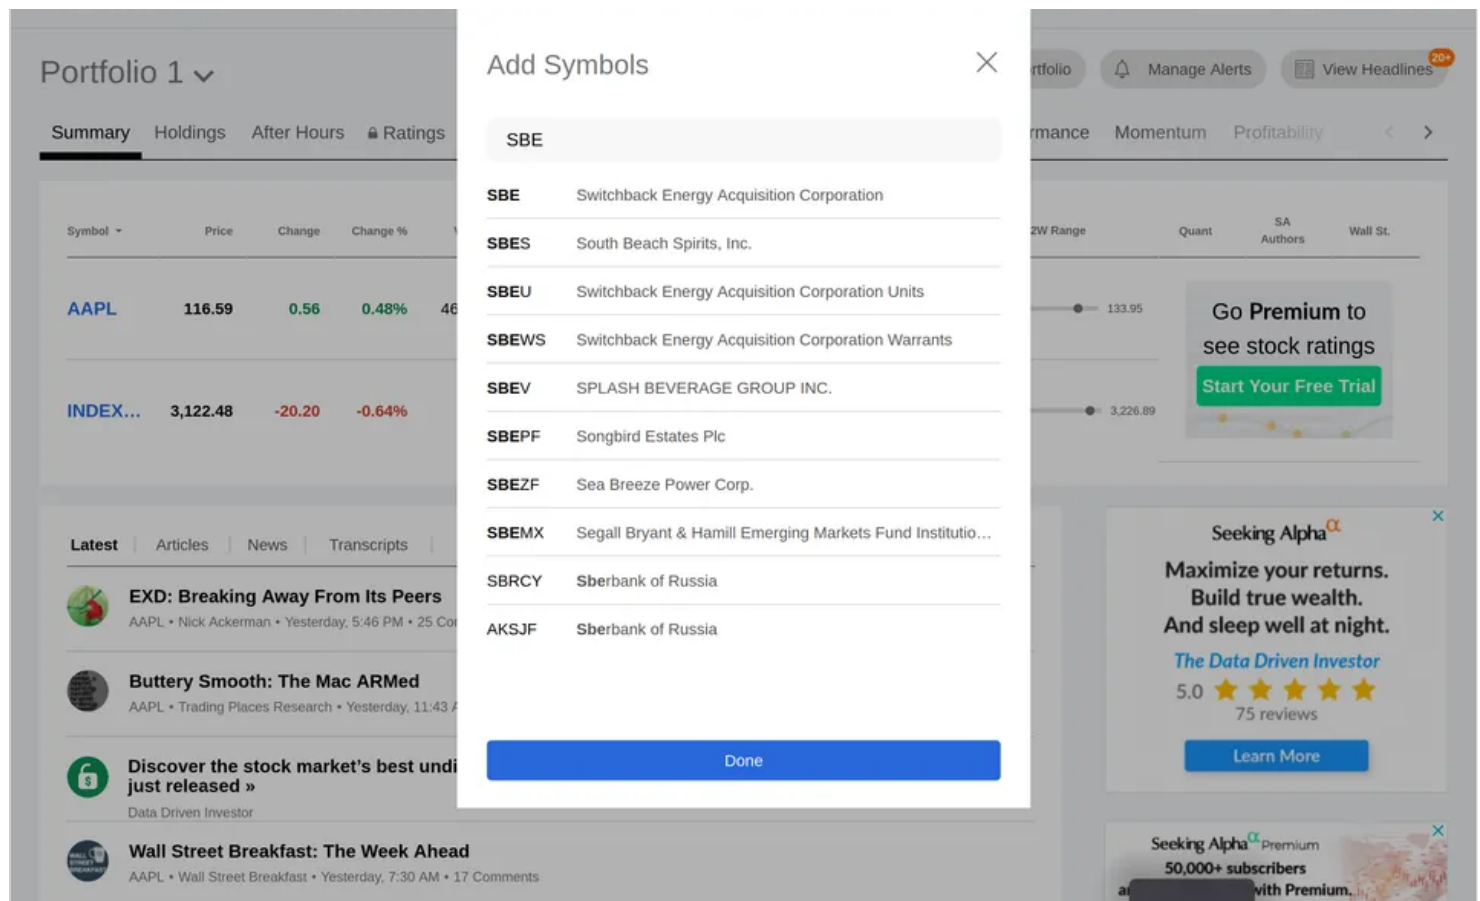 Portfolio 1
rtfolio
Manage Alerts
View Headlines
20+
Summary Holdings After Hours Ratings
rmance Momentum Profitability
Add Symbols
SBE
SBE Switchback Energy Acquisition Corporation
SBES South Beach Spirits, Inc.
SBEU Switchback Energy Acquisition Corporation Units
SBEWS Switchback Energy Acquisition Corporation Warrants
SBEV SPLASH BEVERAGE GROUP INC.
SBEPF Songbird Estates Plc
SBEZF Sea Breeze Power Corp.
SBEMX Segall Bryant & Hamill Emerging Markets Fund Institutio...
SBRCY Sberbank of Russia
AKSJF Sberbank of Russia
Done
Symbol Price Change Change %
2W Range Quant SA Authors Wall St.
AAPL 116.59 0.56 0.48% 46
133.95
INDEX... 3,122.48 -20.20 -0.64%
3,226.89
Go Premium to
see stock ratings
Start Your Free Trial
Latest Articles News Transcripts
EXD: Breaking Away From Its Peers
AAPL • Nick Ackerman • Yesterday, 5:46 PM • 25 Co
Buttery Smooth: The Mac ARMed
AAPL • Trading Places Research • Yesterday, 11:43
Discover the stock market's best undi
just released »
Data Driven Investor
WALL STREET BREAKFAST
Wall Street Breakfast: The Week Ahead
AAPL • Wall Street Breakfast • Yesterday, 7:30 AM • 17 Comments
Seeking Alphaα
Maximize your returns.
Build true wealth.
And sleep well at night.
The Data Driven Investor
5.0
75 reviews
Learn More
Seeking Alphaα Premium
50,000+ subscribers
with Premium.